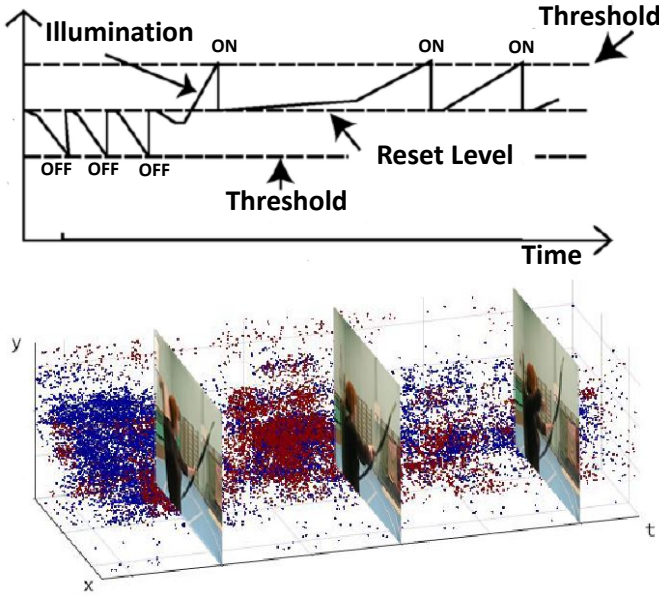 Threshold
Illumination
ON
ON
ON
Reset Level
OFF
OFF
OFF
Threshold
Time
y
x
t